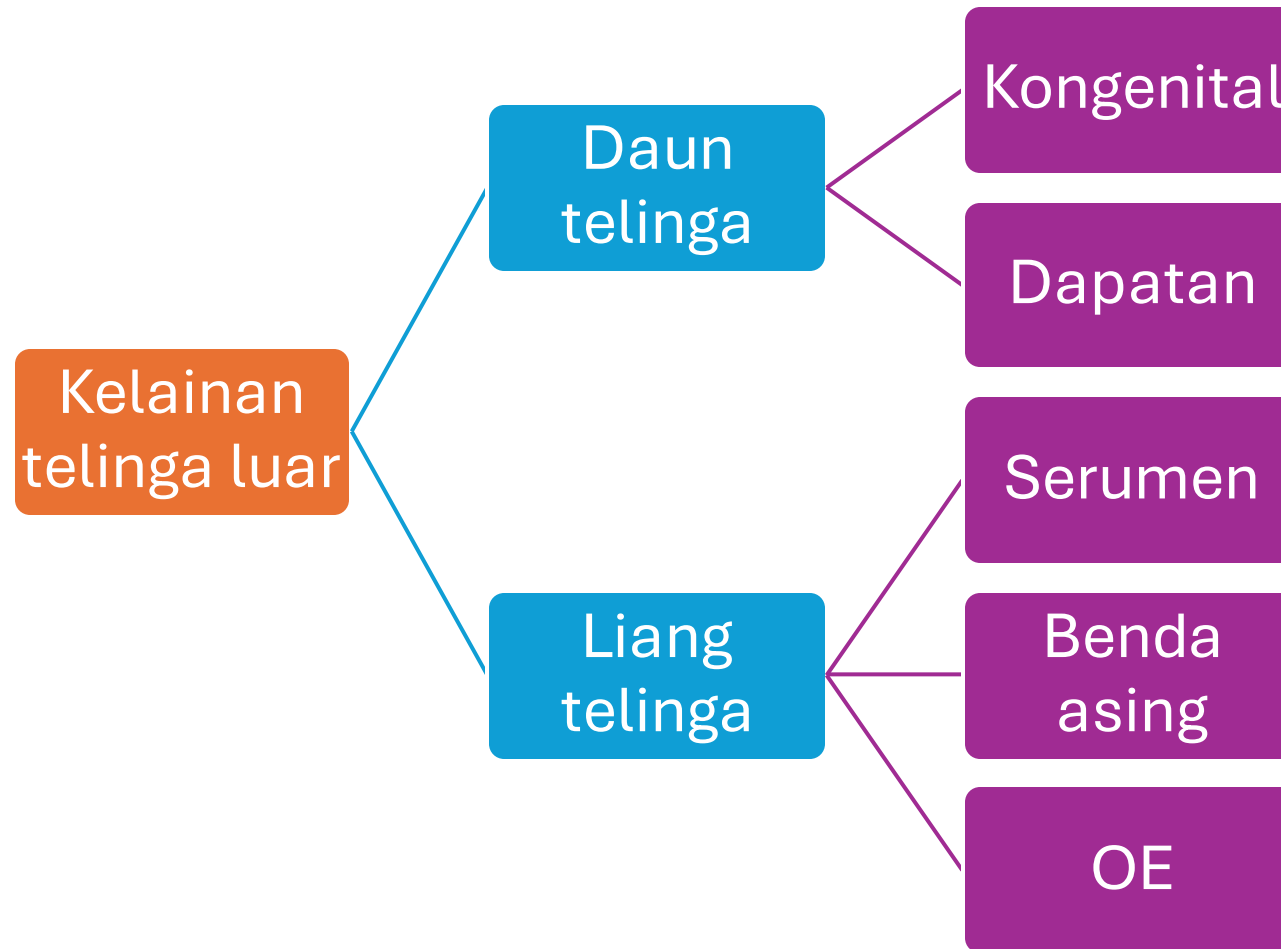 Kelainan
telinga luar
Daun
telinga
Kongenital
Dapatan
Liang
telinga
Serumen
Benda
asing
OE